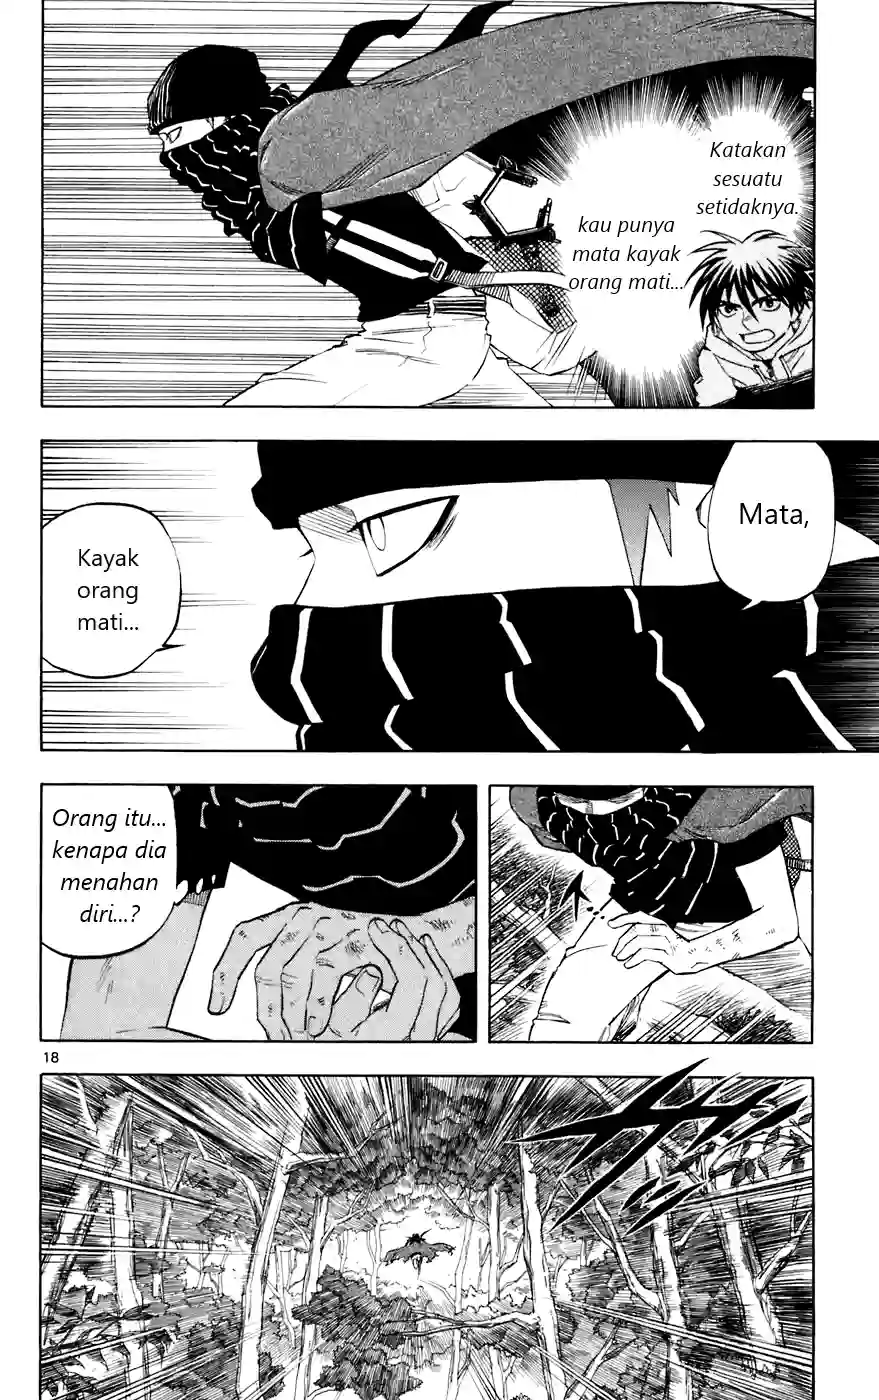 Katakan
sesuatu
setidaknya.
kau punya
mata kayak
orang mati...
Mata,
Kayak
orang
mati...
Orang itu...
kenapa dia
menahan
diri...?
18